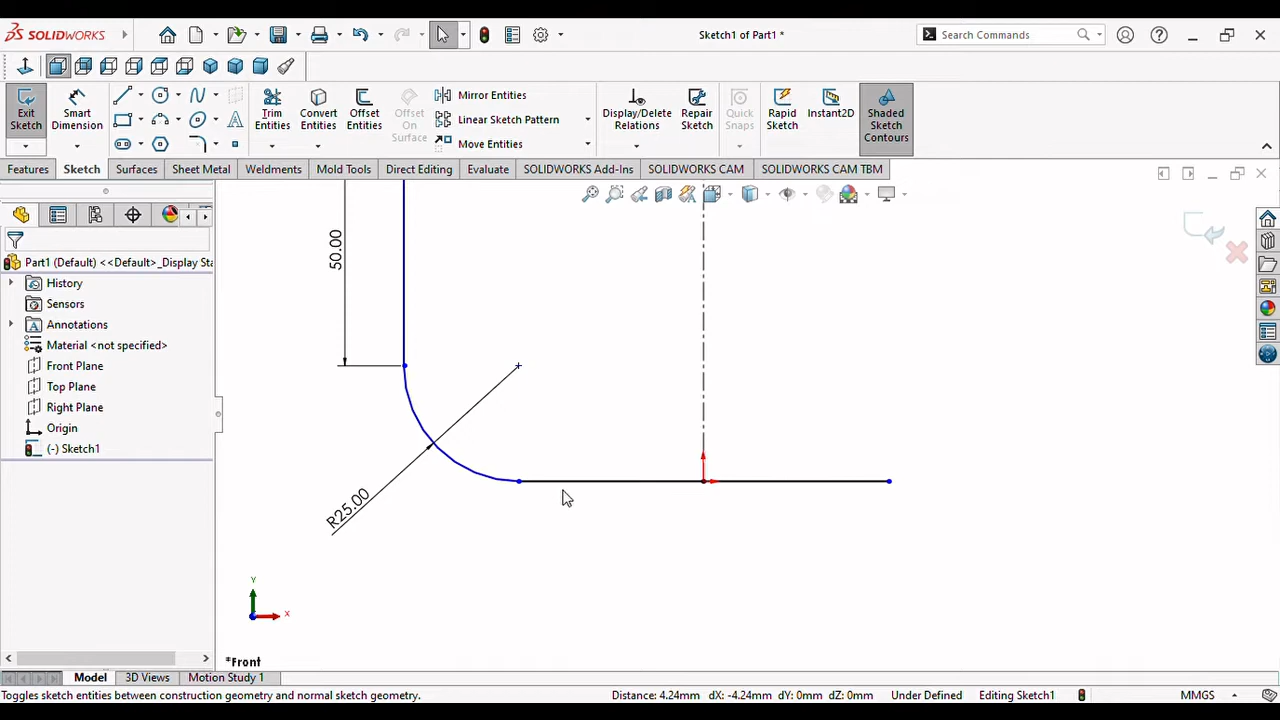 SOLIDWORKS
Sketch1 of Part1 *
Search Commands
Exit Sketch
Smart Dimension
Trim Entities
Convert Entities
Offset Entities
Offset On Surface
Mirror Entities
Linear Sketch Pattern
Move Entities
Display/Delete Relations
Repair Sketch
Quick Snaps
Rapid Sketch
Instant2D
Shaded Sketch Contours
Features
Sketch
Surfaces
Sheet Metal
Weldments
Mold Tools
Direct Editing
Evaluate
SOLIDWORKS Add-Ins
SOLIDWORKS CAM
SOLIDWORKS CAM TBM
Part1 (Default) <<Default>_Display Sta
History
Sensors
Annotations
Material <not specified>
Front Plane
Top Plane
Right Plane
Origin
(-) Sketch1
50.00
R25.00
Y
X
*Front
Model
3D Views
Motion Study 1
Toggles sketch entities between construction geometry and normal sketch geometry.
Distance: 4.24mm dX: -4.24mm dY: 0mm dZ: 0mm
Under Defined
Editing Sketch1
MMGS